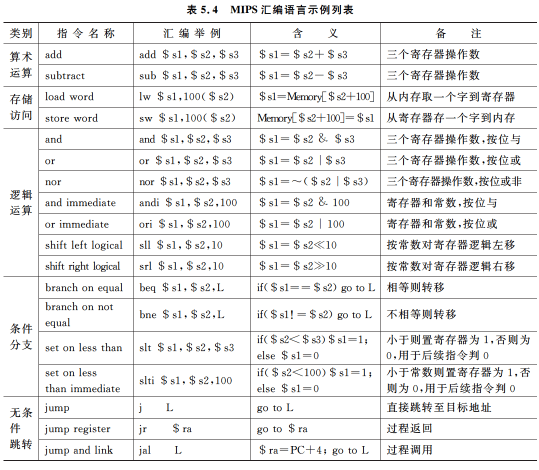 表 5.4 MIPS 汇编语言示例列表
类别 指令名称 汇编举例 含 义 备 注
算术运算 add add $s1,$s2,$s3 $s1=$s2+$s3 三个寄存器操作数
subtract sub $s1,$s2,$s3 $s1=$s2-$s3 三个寄存器操作数
存储访问 load word lw $s1,100($s2) $s1=Memory[$s2+100] 从内存取一个字到寄存器
store word sw $s1,100($s2) Memory[$s2+100]=$s1 从寄存器存一个字到内存
逻辑运算 and and $s1,$s2,$s3 $s1=$s2 & $s3 三个寄存器操作数,按位与
or or $s1,$s2,$s3 $s1=$s2 | $s3 三个寄存器操作数,按位或
nor nor $s1,$s2,$s3 $s1=~($s2 | $s3) 三个寄存器操作数,按位或非
and immediate andi $s1,$s2,100 $s1=$s2 & 100 寄存器和常数,按位与
or immediate ori $s1,$s2,100 $s1=$s2 | 100 寄存器和常数,按位或
shift left logical sll $s1,$s2,10 $s1=$s2≪10 按常数对寄存器逻辑左移
shift right logical srl $s1,$s2,10 $s1=$s2≫10 按常数对寄存器逻辑右移
条件分支 branch on equal beq $s1,$s2,L if($s1==$s2) go to L 相等则转移
branch on not equal bne $s1,$s2,L if($s1!=$s2) go to L 不相等则转移
set on less than slt $s1,$s2,$s3 if($s2<$s3) $s1=1; else $s1=0 小于则置寄存器为 1,否则为 0,用于后续指令判 0
set on less than immediate slti $s1,$s2,100 if($s2<100) $s1=1; else $s1=0 小于常数则置寄存器为 1,否则为 0,用于后续指令判 0
无条件跳转 jump j L go to L 直接跳转至目标地址
jump register jr $ra go to $ra 过程返回
jump and link jal L $ra=PC+4; go to L 过程调用